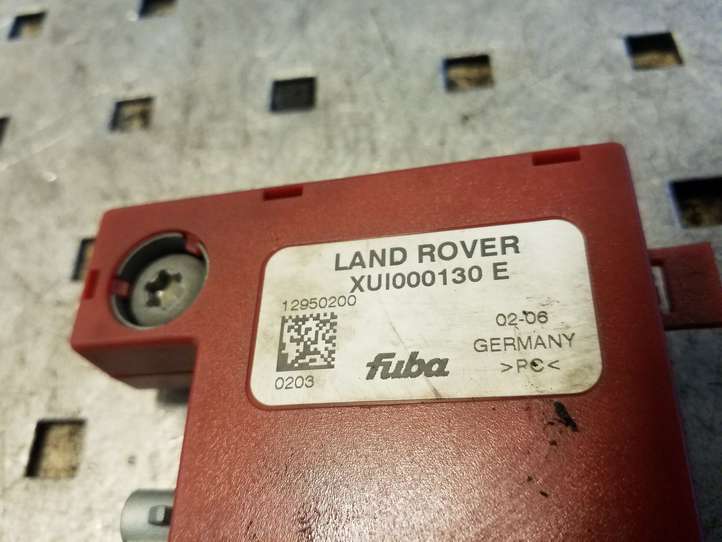 LAND ROVER
XUI000130 E
12950200
0203
fuba
02-06
GERMANY
>PC<